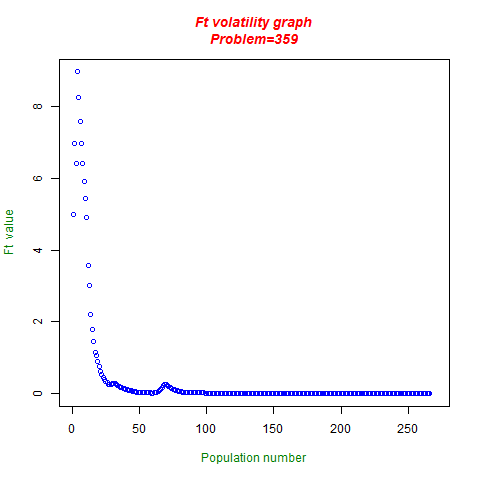 Ft volatility graph
Problem=359
Ft value
8
6
4
2
0
0 50 100 150 200 250
Population number